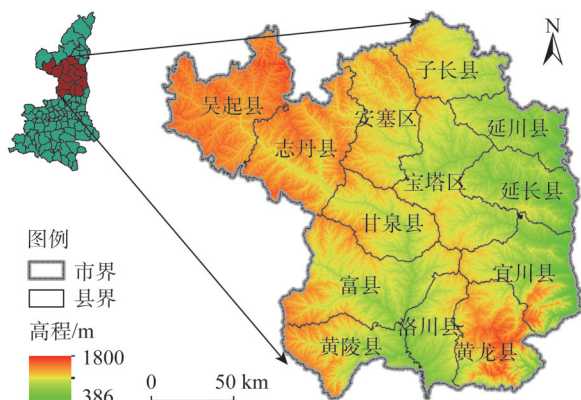 N
子长县
吴起县
安塞区
延川县
志丹县
宝塔区
延长县
甘泉县
图例
市界
宜川县
县界
富县
高程/m
洛川县
1800
黄陵县
黄龙县
386
0 50 km